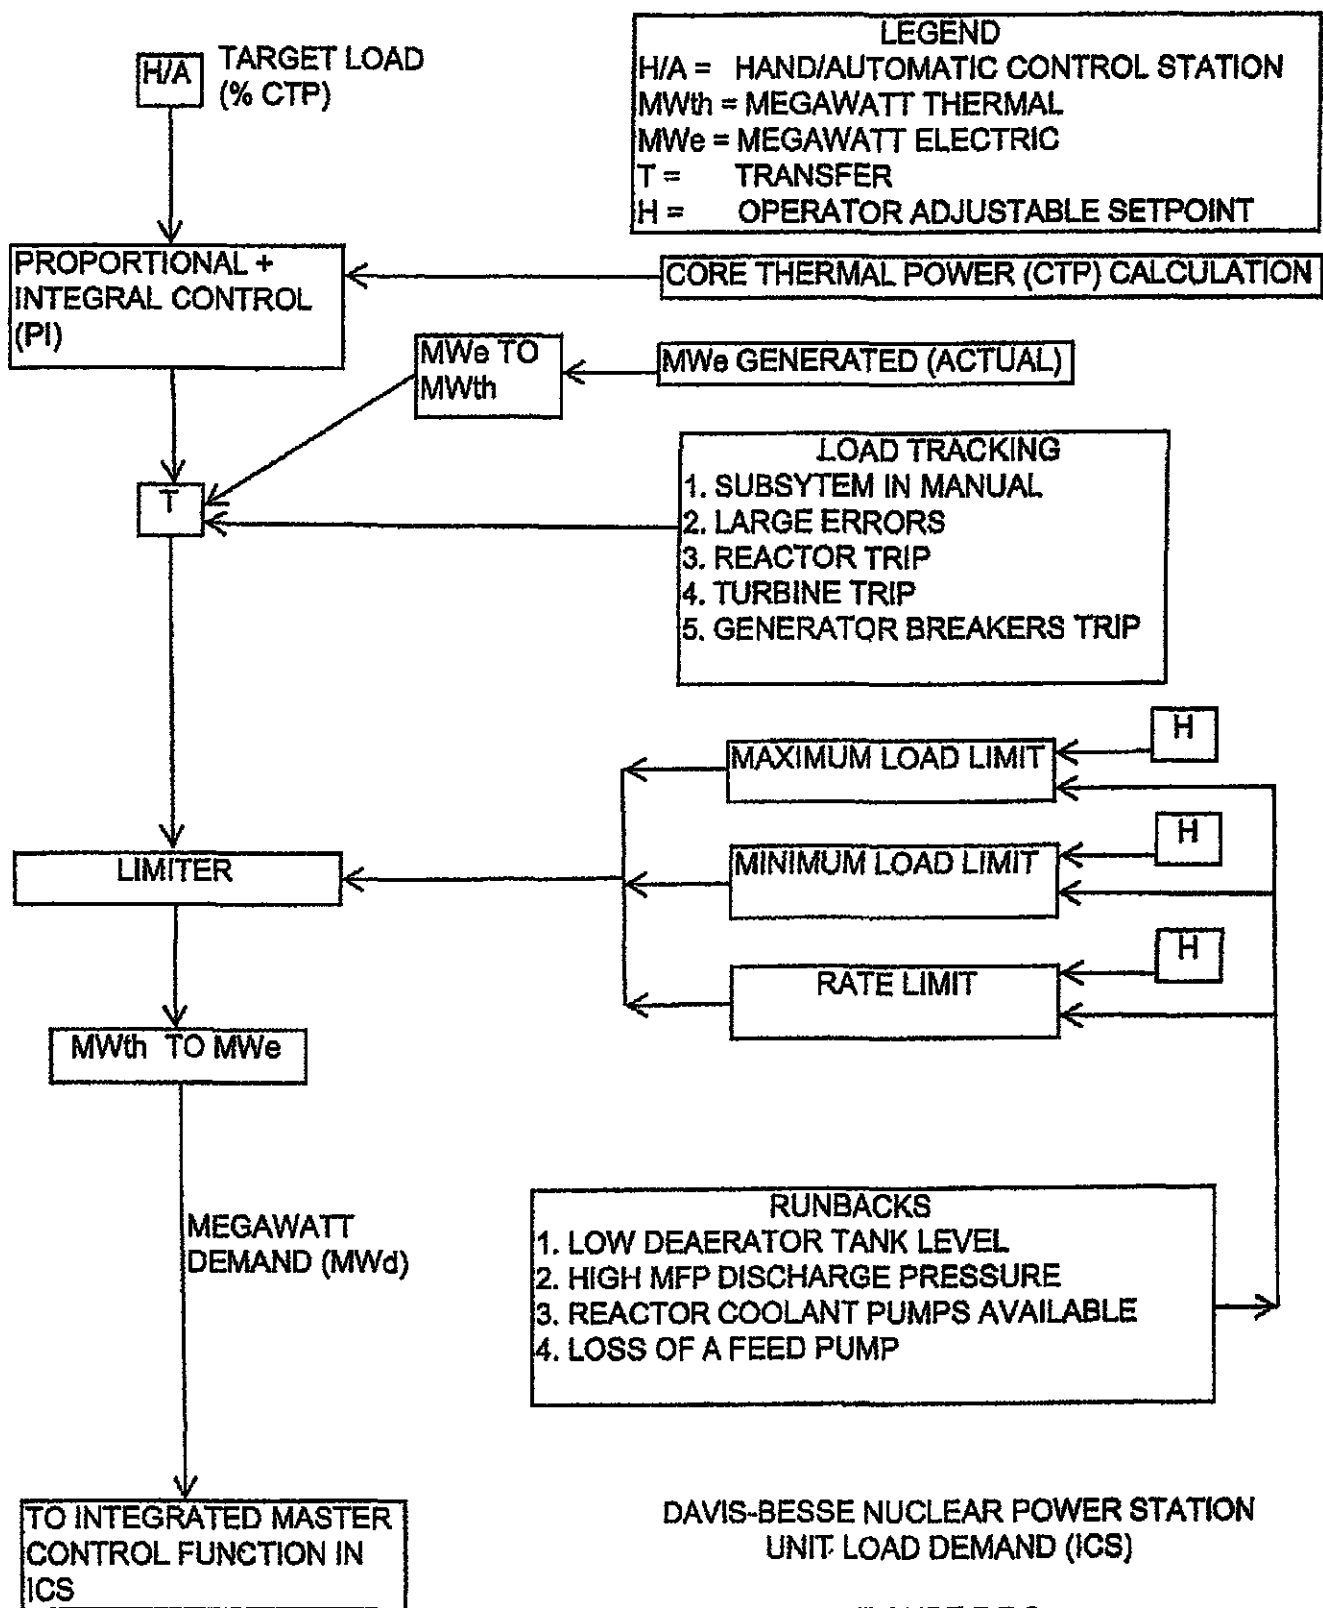 H/A
TARGET LOAD
(% CTP)
LEGEND
H/A = HAND/AUTOMATIC CONTROL STATION
MWth = MEGAWATT THERMAL
MWe = MEGAWATT ELECTRIC
T = TRANSFER
H = OPERATOR ADJUSTABLE SETPOINT
PROPORTIONAL +
INTEGRAL CONTROL
(PI)
CORE THERMAL POWER (CTP) CALCULATION
MWe TO
MWth
MWe GENERATED (ACTUAL)
T
LOAD TRACKING
1. SUBSYTEM IN MANUAL
2. LARGE ERRORS
3. REACTOR TRIP
4. TURBINE TRIP
5. GENERATOR BREAKERS TRIP
H
MAXIMUM LOAD LIMIT
H
MINIMUM LOAD LIMIT
LIMITER
H
RATE LIMIT
MWth TO MWe
MEGAWATT
DEMAND (MWd)
RUNBACKS
1. LOW DEAERATOR TANK LEVEL
2. HIGH MFP DISCHARGE PRESSURE
3. REACTOR COOLANT PUMPS AVAILABLE
4. LOSS OF A FEED PUMP
TO INTEGRATED MASTER
CONTROL FUNCTION IN
ICS
DAVIS-BESSE NUCLEAR POWER STATION
UNIT LOAD DEMAND (ICS)